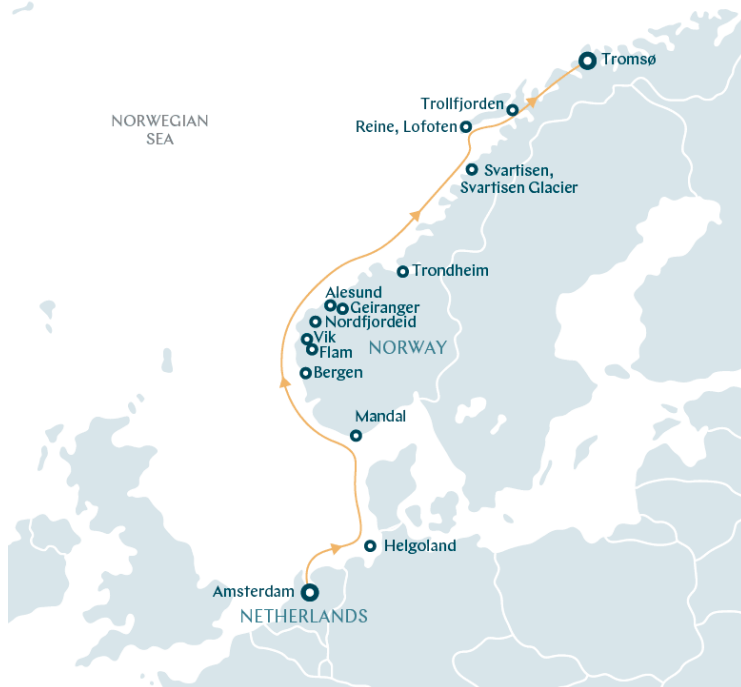 Tromsø
Trollfjorden
NORWEGIAN
SEA
Reine, Lofoten
Svartisen,
Svartisen Glacier
Trondheim
Alesund
Geiranger
Nordfjordeid
Vik
NORWAY
Flam
Bergen
Mandal
Helgoland
Amsterdam
NETHERLANDS